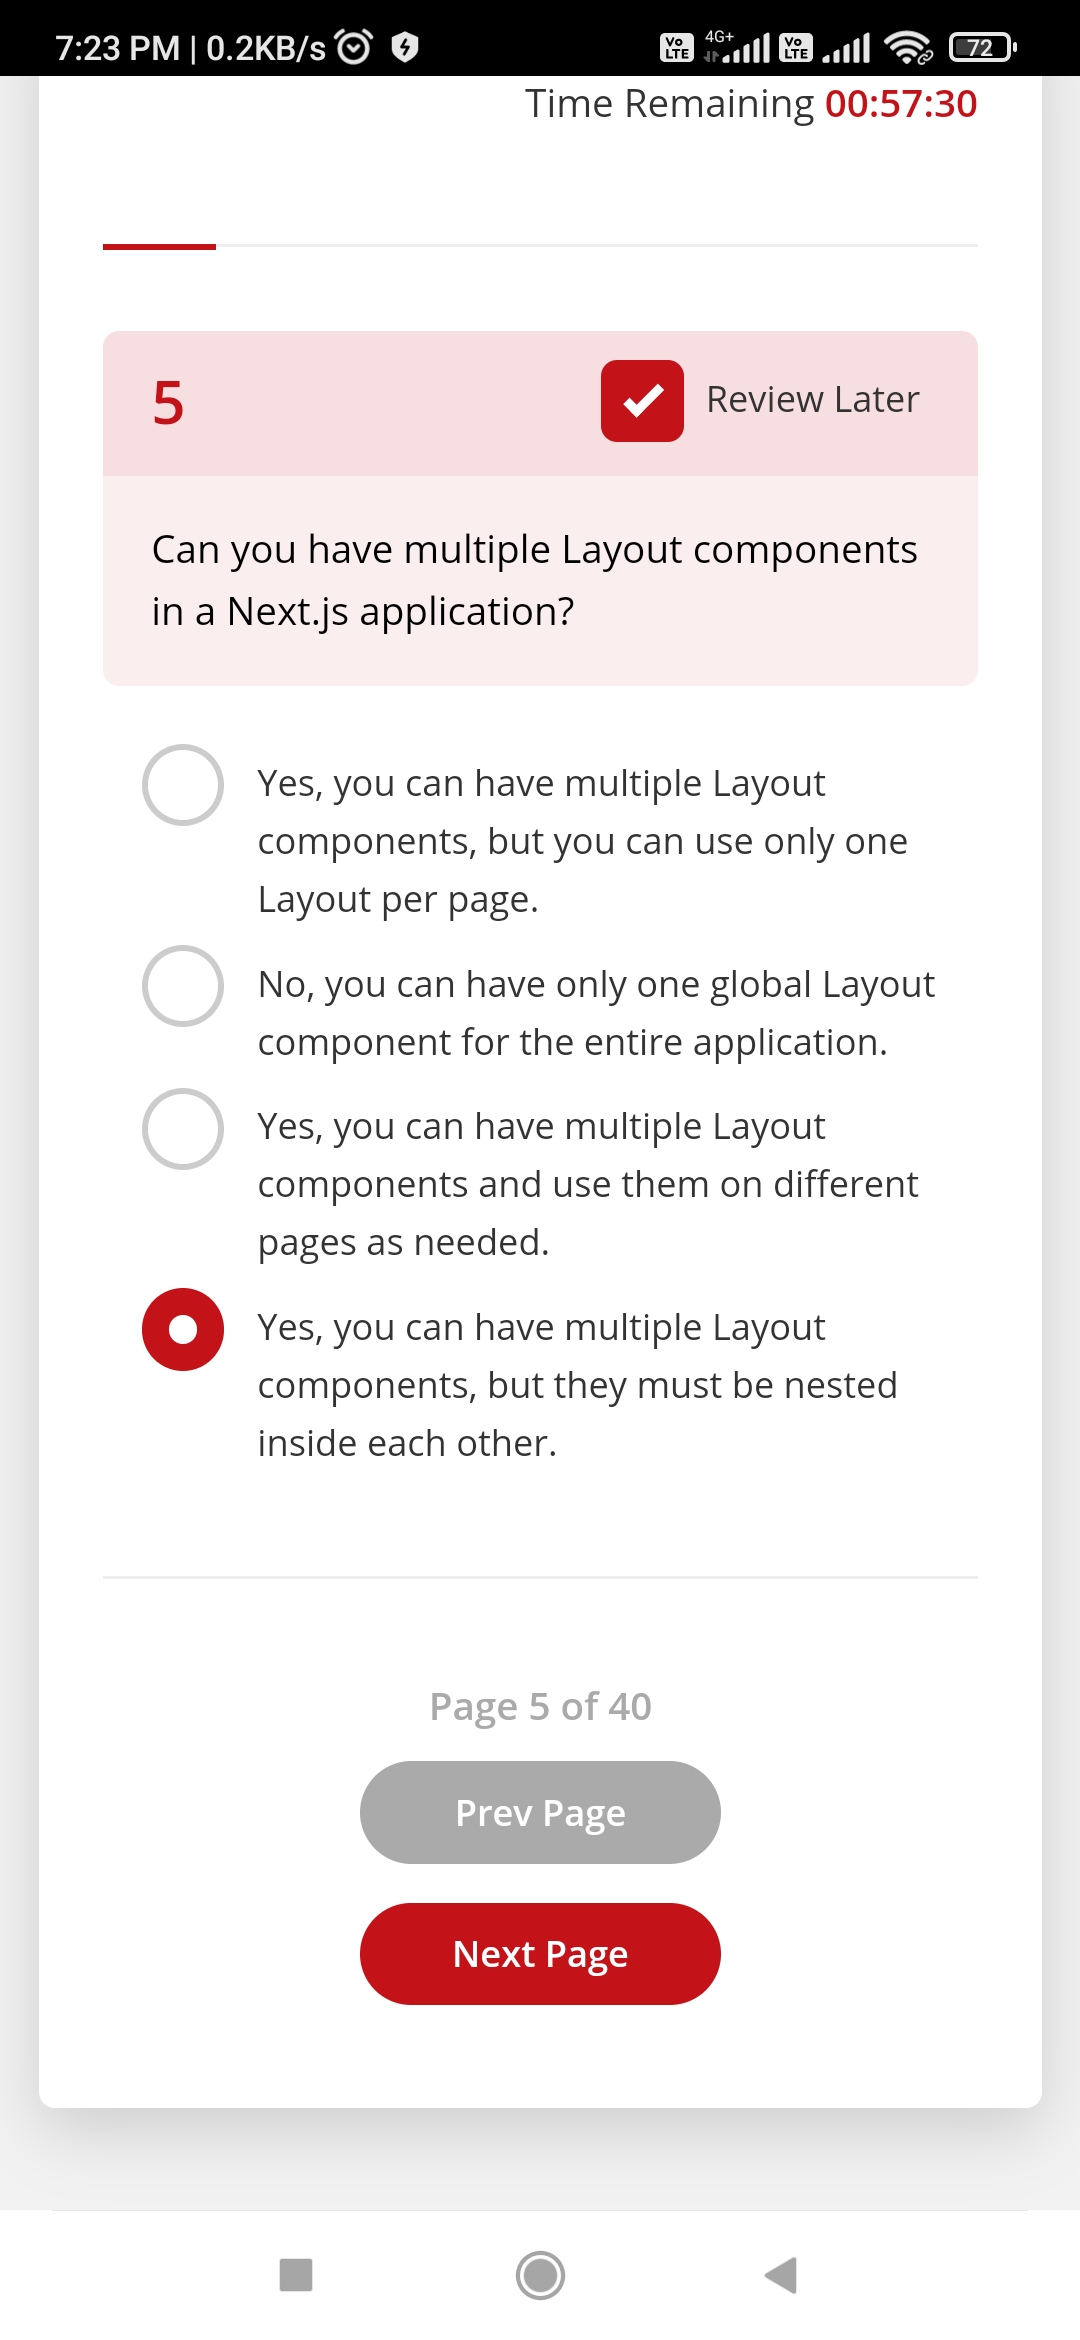 7:23 PM | 0.2KB/s
Vo LTE 4G+ Vo LTE 72
Time Remaining 00:57:30
5
Review Later
Can you have multiple Layout components
in a Next.js application?
Yes, you can have multiple Layout
components, but you can use only one
Layout per page.
No, you can have only one global Layout
component for the entire application.
Yes, you can have multiple Layout
components and use them on different
pages as needed.
Yes, you can have multiple Layout
components, but they must be nested
inside each other.
Page 5 of 40
Prev Page
Next Page